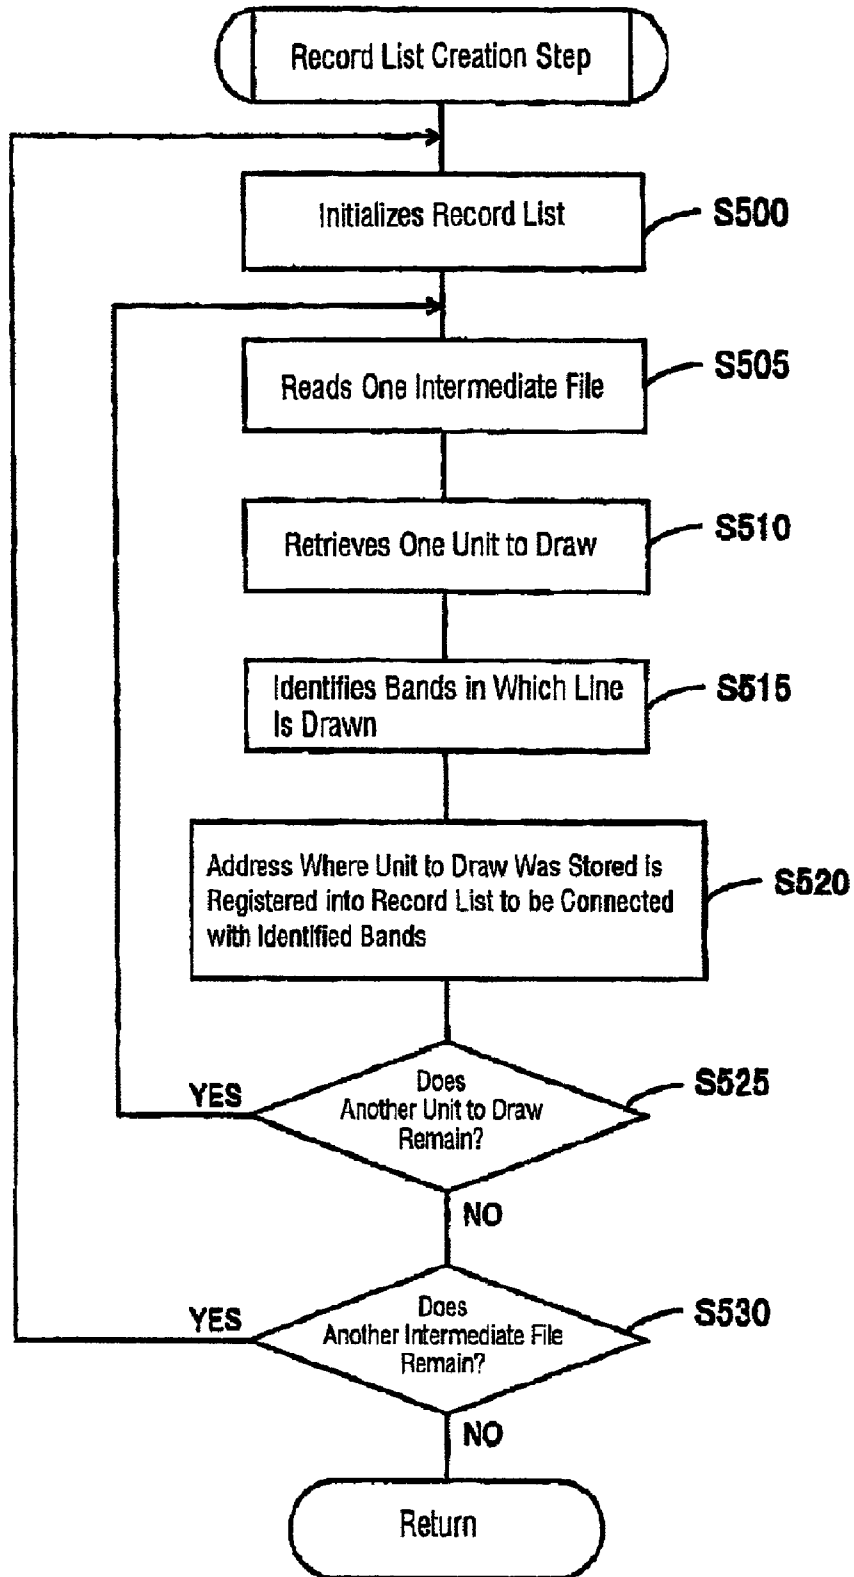 Record List Creation Step
Initializes Record List
S500
Reads One Intermediate File
S505
Retrieves One Unit to Draw
S510
Identifies Bands in Which Line
Is Drawn
S515
Address Where Unit to Draw Was Stored is
Registered into Record List to be Connected
with Identified Bands
S520
Does
Another Unit to Draw
Remain?
S525
YES
NO
Does
Another Intermediate File
Remain?
S530
YES
NO
Return